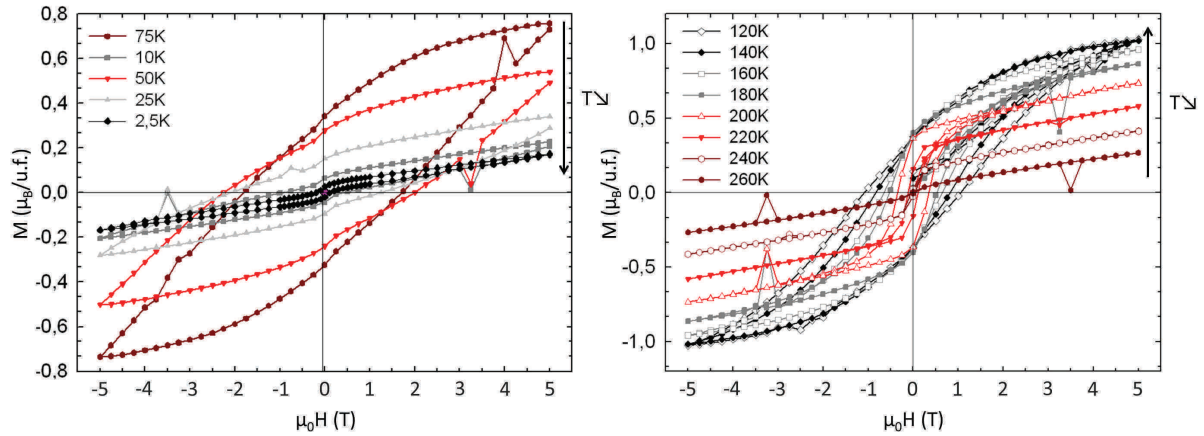 0,8
0,6
0,4
0,2
0,0
-0,2
-0,4
-0,6
-0,8
M (μB/u.f.)
75K
10K
50K
25K
2,5K
T
-5 -4 -3 -2 -1 0 1 2 3 4 5
μ0H (T)
1,0
0,5
0,0
-0,5
-1,0
M (μB/u.f.)
120K
140K
160K
180K
200K
220K
240K
260K
T
-5 -4 -3 -2 -1 0 1 2 3 4 5
μ0H (T)